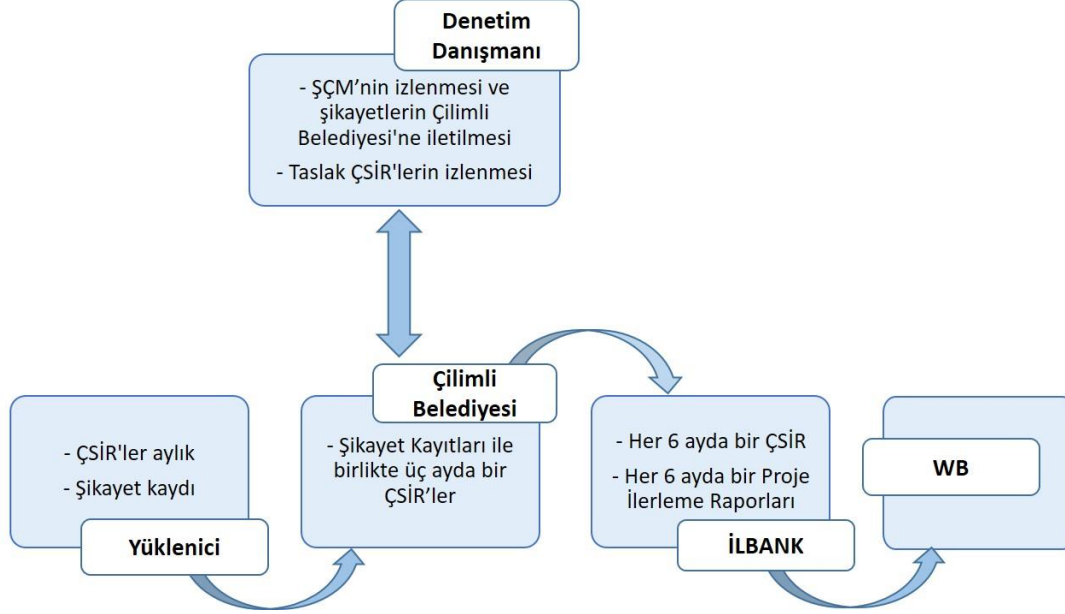 Denetim
Danışmanı
- ŞÇM’nin izlenmesi ve
şikayetlerin Çilimli
Belediyesi'ne iletilmesi
- Taslak ÇSİR'lerin izlenmesi
- ÇSİR'ler aylık
- Şikayet kaydı
Yüklenici
Çilimli
Belediyesi
- Şikayet Kayıtları ile
birlikte üç ayda bir
ÇSİR’ler
- Her 6 ayda bir ÇSİR
- Her 6 ayda bir Proje
İlerleme Raporları
İLBANK
WB